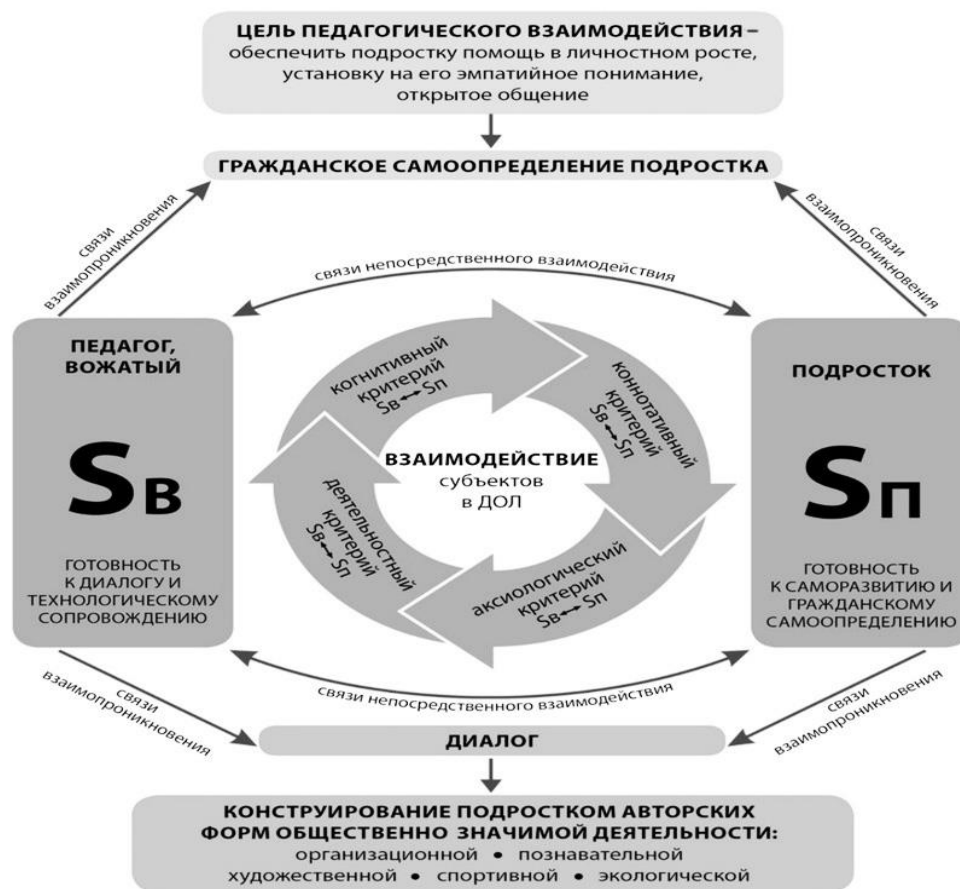 ЦЕЛЬ ПЕДАГОГИЧЕСКОГО ВЗАИМОДЕЙСТВИЯ –
обеспечить подростку помощь в личностном росте,
установку на его эмпатийное понимание,
открытое общение
ГРАЖДАНСКОЕ САМООПРЕДЕЛЕНИЕ ПОДРОСТКА
связи
взаимопроникновения
связи
взаимопроникновения
связи непосредственного взаимодействия
ПЕДАГОГ,
ВОЖАТЫЙ
Sв
ГОТОВНОСТЬ
К ДИАЛОГУ И
ТЕХНОЛОГИЧЕСКОМУ
СОПРОВОЖДЕНИЮ
когнитивный
критерий
Sв Sп
коннотативный
критерий
Sв Sп
ВЗАИМОДЕЙСТВИЕ
субъектов
в ДОЛ
деятельностный
критерий
Sв Sп
аксиологический
критерий
Sв Sп
ПОДРОСТОК
Sп
ГОТОВНОСТЬ
К САМОРАЗВИТИЮ И
ГРАЖДАНСКОМУ
САМООПРЕДЕЛЕНИЮ
связи непосредственного взаимодействия
связи
взаимопроникновения
связи
взаимопроникновения
ДИАЛОГ
КОНСТРУИРОВАНИЕ ПОДРОСТКОМ АВТОРСКИХ
ФОРМ ОБЩЕСТВЕННО ЗНАЧИМОЙ ДЕЯТЕЛЬНОСТИ:
организационной • познавательной
художественной • спортивной • экологической